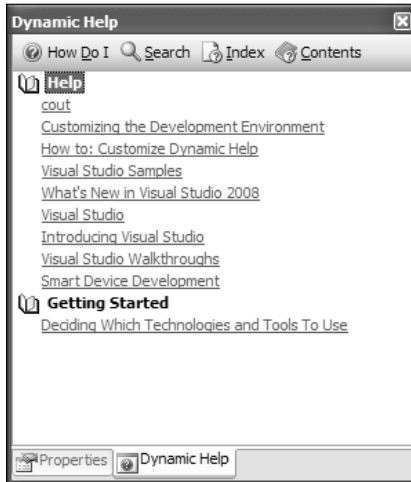 Dynamic Help
How Do I Search Index Contents
Help
cout
Customizing the Development Environment
How to: Customize Dynamic Help
Visual Studio Samples
What's New in Visual Studio 2008
Visual Studio
Introducing Visual Studio
Visual Studio Walkthroughs
Smart Device Development
Getting Started
Deciding Which Technologies and Tools To Use
Properties Dynamic Help